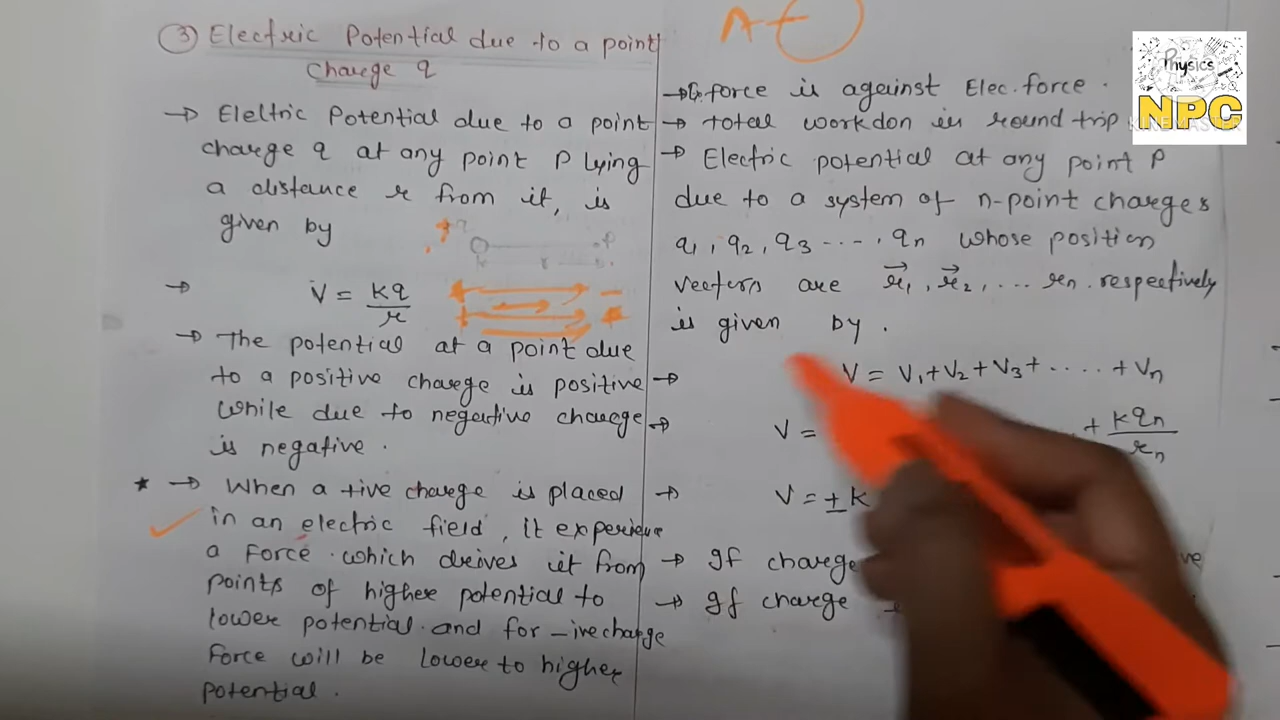 ③ Electric Potential due to a point
charge q
→ Eleltric Potential due to a point
charge q at any point P lying
a distance r from it, is
given by
→ V = Kq/r
→ The potential at a point due
to a positive charge is positive
while due to negative charge
is negative.
* → When a +ive charge is placed
in an electric field, it experience
a Force which drives it from
points of higher potential to
lower potential and for -ive charge
Force will be lower to higher
potential.
force is against Elec. force.
→ total workdon in round trip
→ Electric potential at any point P
due to a system of n-point charges
q1, q2, q3 ....., qn whose position
vectors are r⃗1, r⃗2, ... rn. respectively
is given by.
→ V = V1 + V2 + V3 + .... + Vn
→ V = + kqn/rn
→ V = ± K
→ If charge ve
→ If charge
Physics
NPC